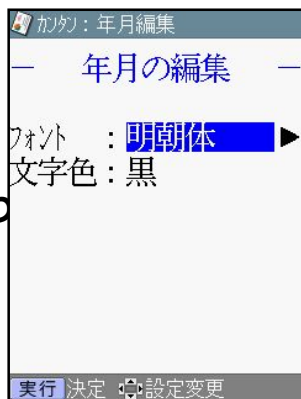 カンタン：年月編集
－ 年月の編集 －
フォント ：明朝体 ▶
文字色：黒
実行 決定 設定変更